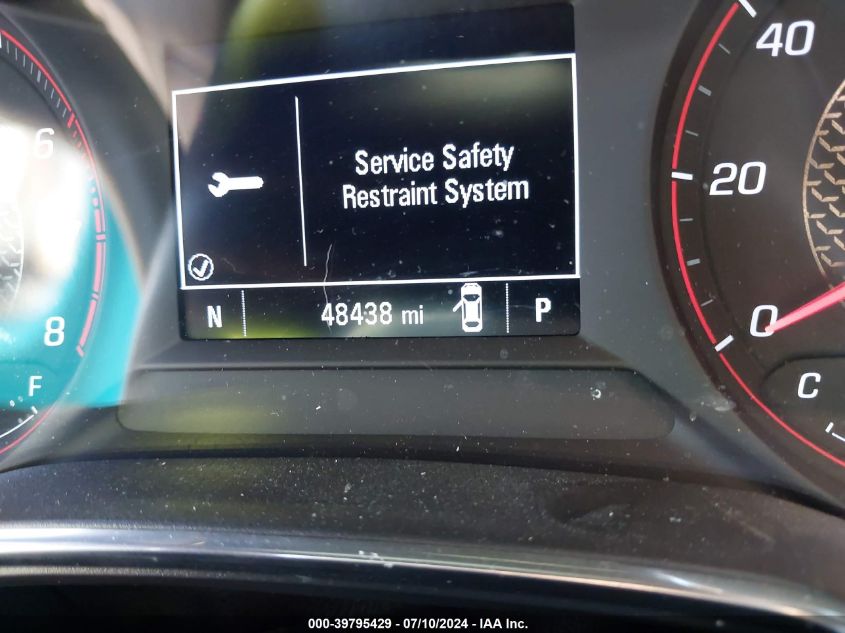 6
8
F
Service Safety
Restraint System
N 48438 mi P
40
20
0
C
000-39795429 - 07/10/2024 - IAA Inc.